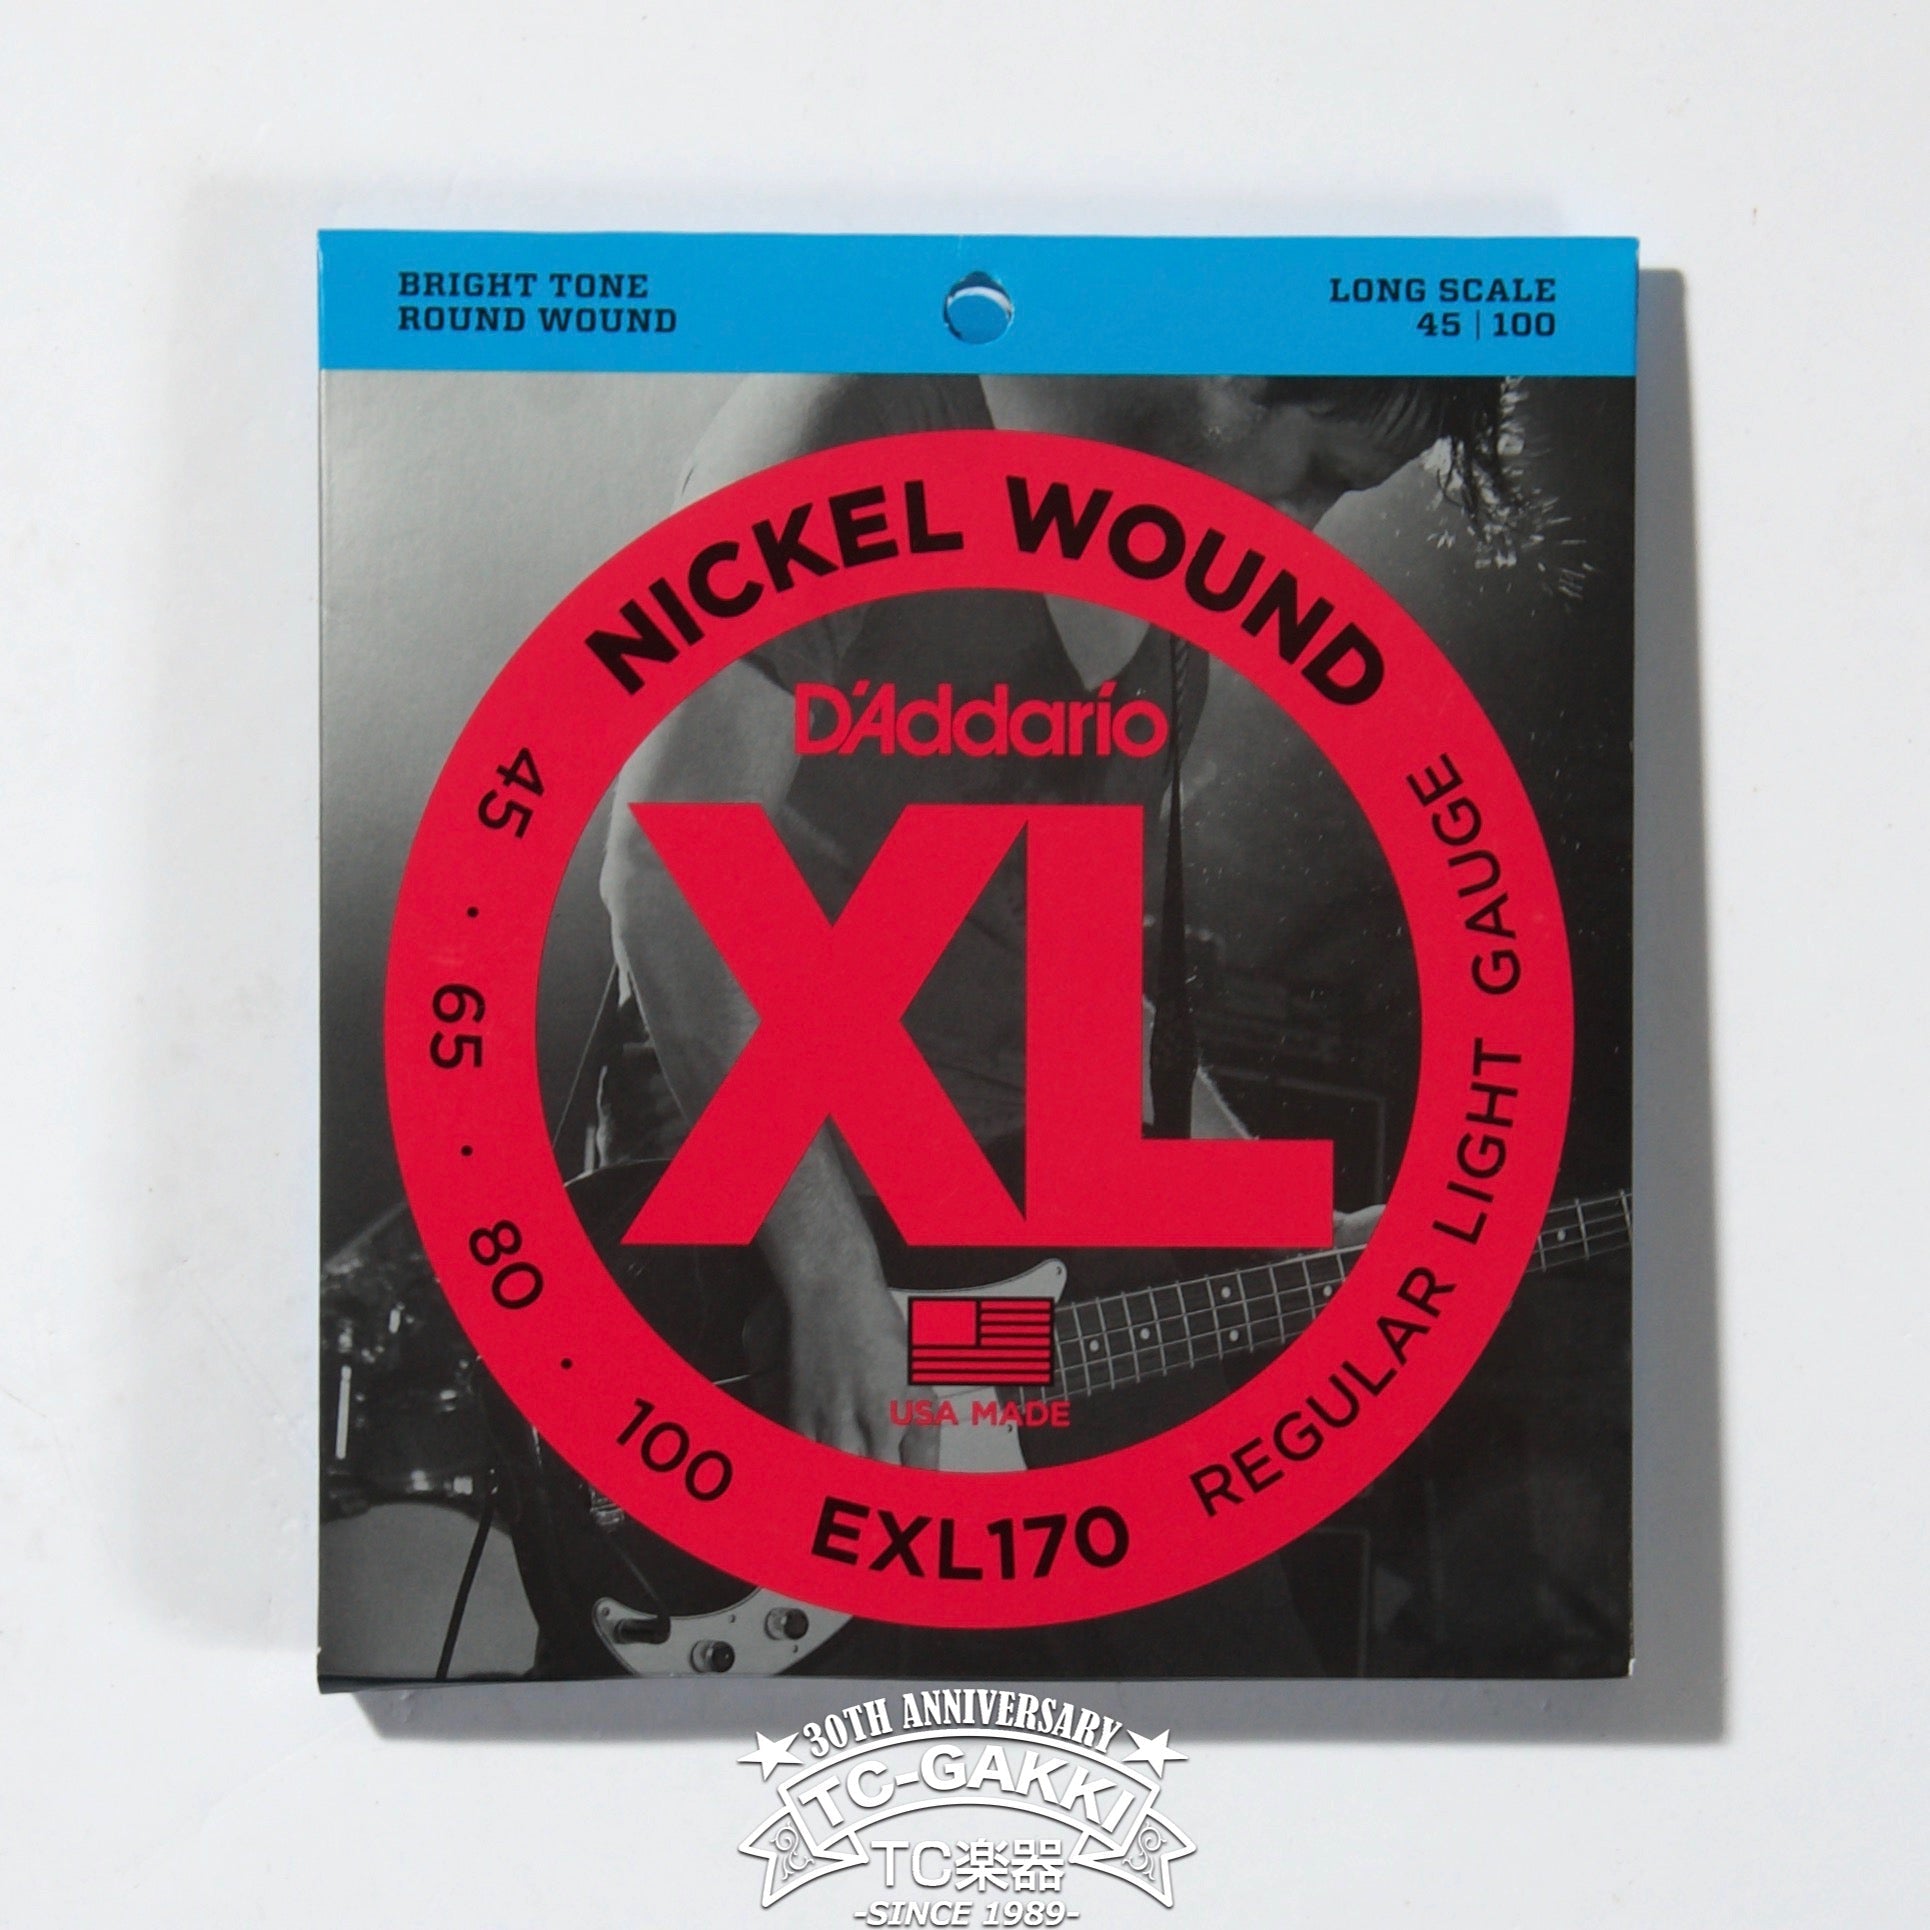 BRIGHT TONE
ROUND WOUND
LONG SCALE
45 | 100
NICKEL WOUND
D'Addario
XL
USA MADE
45 · 65 · 80 · 100
EXL170
REGULAR LIGHT GAUGE
30TH ANNIVERSARY
TC-GAKKI
TC楽器
-SINCE 1989-